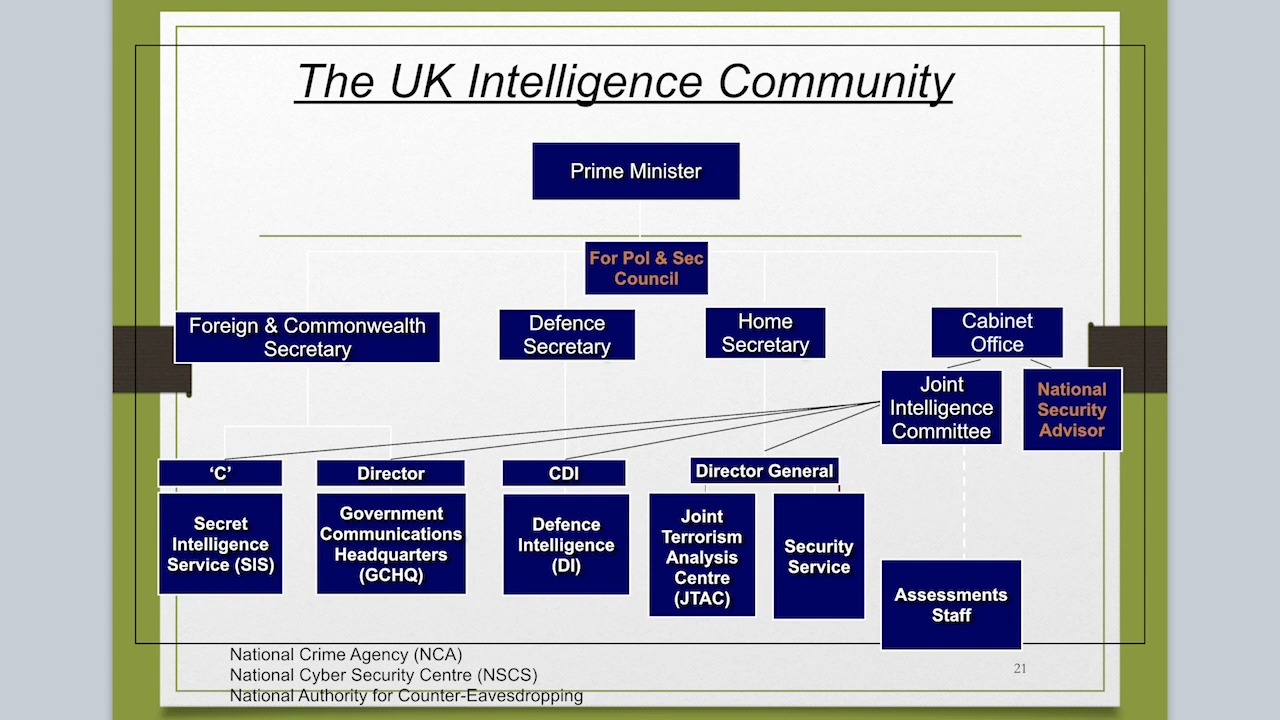 The UK Intelligence Community
Prime Minister
For Pol & Sec
Council
Foreign & Commonwealth
Secretary
Defence
Secretary
Home
Secretary
Cabinet
Office
Joint
Intelligence
Committee
National
Security
Advisor
‘C’
Director
CDI
Director General
Secret
Intelligence
Service (SIS)
Government
Communications
Headquarters
(GCHQ)
Defence
Intelligence
(DI)
Joint
Terrorism
Analysis
Centre
(JTAC)
Security
Service
Assessments
Staff
National Crime Agency (NCA)
National Cyber Security Centre (NSCS)
National Authority for Counter-Eavesdropping
21